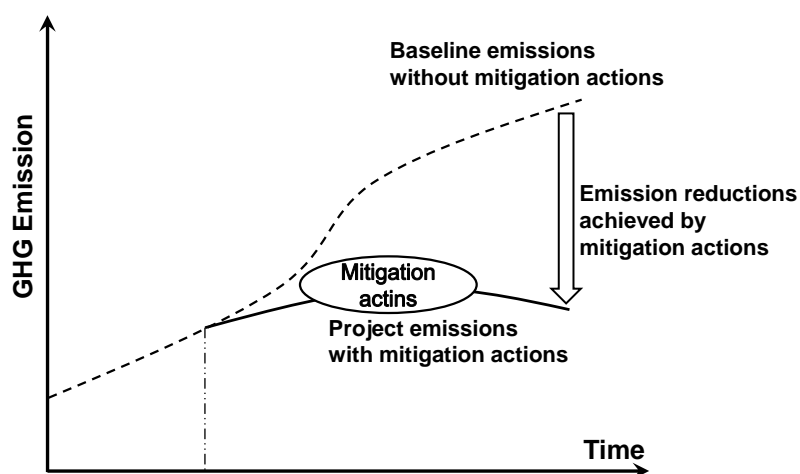 Baseline emissions
without mitigation actions
GHG Emission
Emission reductions
achieved by
mitigation actions
Mitigation
actins
Project emissions
with mitigation actions
Time